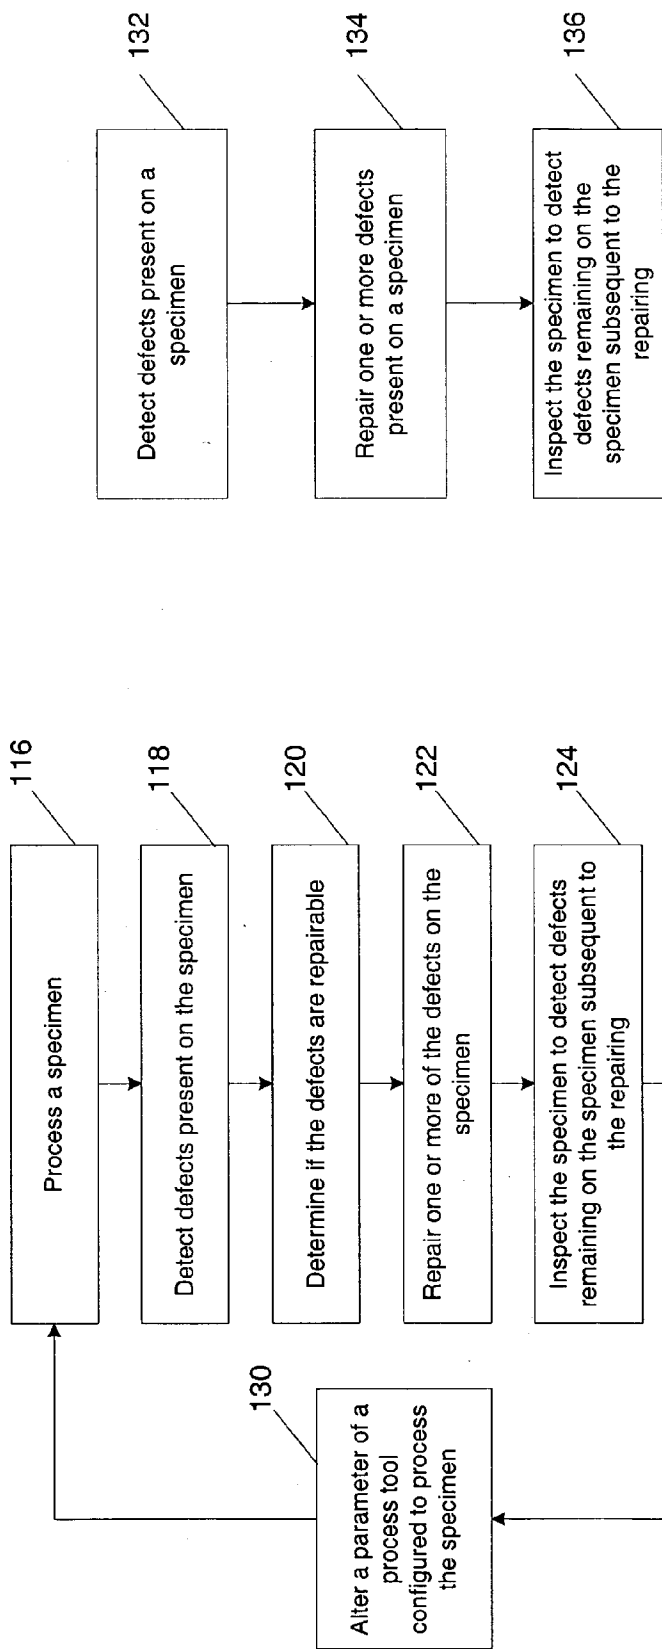 116
Process a specimen
118
Detect defects present on the specimen
120
Determine if the defects are repairable
122
Repair one or more of the defects on the
specimen
124
Inspect the specimen to detect defects
remaining on the specimen subsequent to
the repairing
130
Alter a parameter of a
process tool
configured to process
the specimen
132
Detect defects present on a
specimen
134
Repair one or more defects
present on a specimen
136
Inspect the specimen to detect
defects remaining on the
specimen subsequent to the
repairing